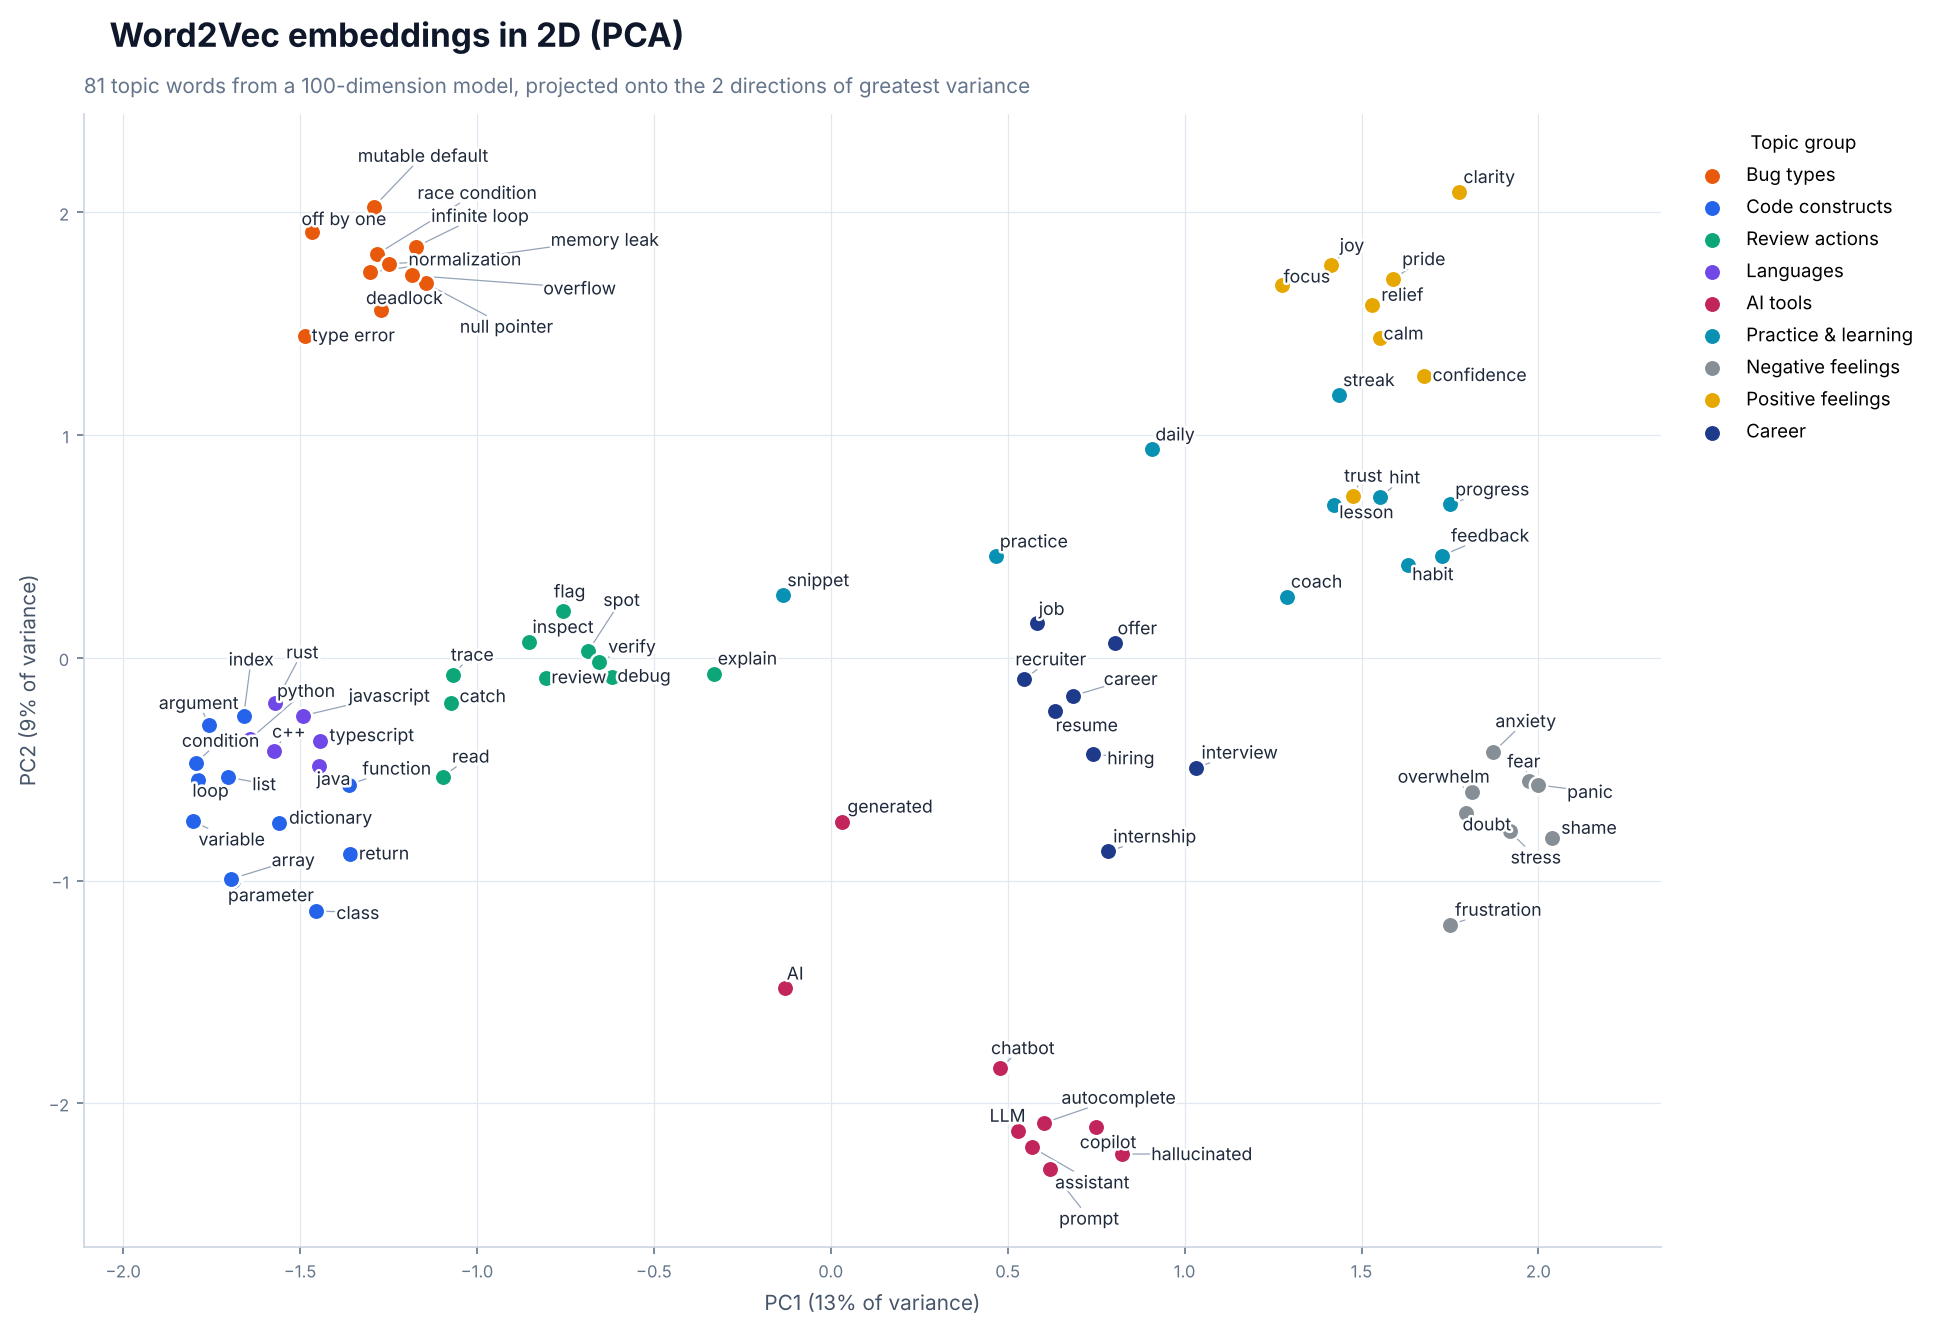 Word2Vec embeddings in 2D (PCA)
81 topic words from a 100-dimension model, projected onto the 2 directions of greatest variance
mutable default
race condition
off by one
infinite loop
memory leak
normalization
overflow
deadlock
null pointer
type error
clarity
joy
pride
focus
relief
calm
confidence
streak
daily
trust
hint
progress
lesson
feedback
habit
practice
coach
snippet
flag
spot
inspect
verify
trace
explain
review
debug
catch
job
offer
recruiter
career
resume
hiring
interview
internship
rust
index
python
javascript
argument
c++
typescript
condition
java
function
read
list
loop
dictionary
variable
return
array
parameter
class
generated
anxiety
fear
overwhelm
panic
doubt
shame
stress
frustration
AI
chatbot
autocomplete
LLM
copilot
hallucinated
assistant
prompt
Topic group
Bug types
Code constructs
Review actions
Languages
AI tools
Practice & learning
Negative feelings
Positive feelings
Career
PC2 (9% of variance)
2
1
0
−1
−2
−2.0
−1.5
−1.0
−0.5
0.0
0.5
1.0
1.5
2.0
PC1 (13% of variance)